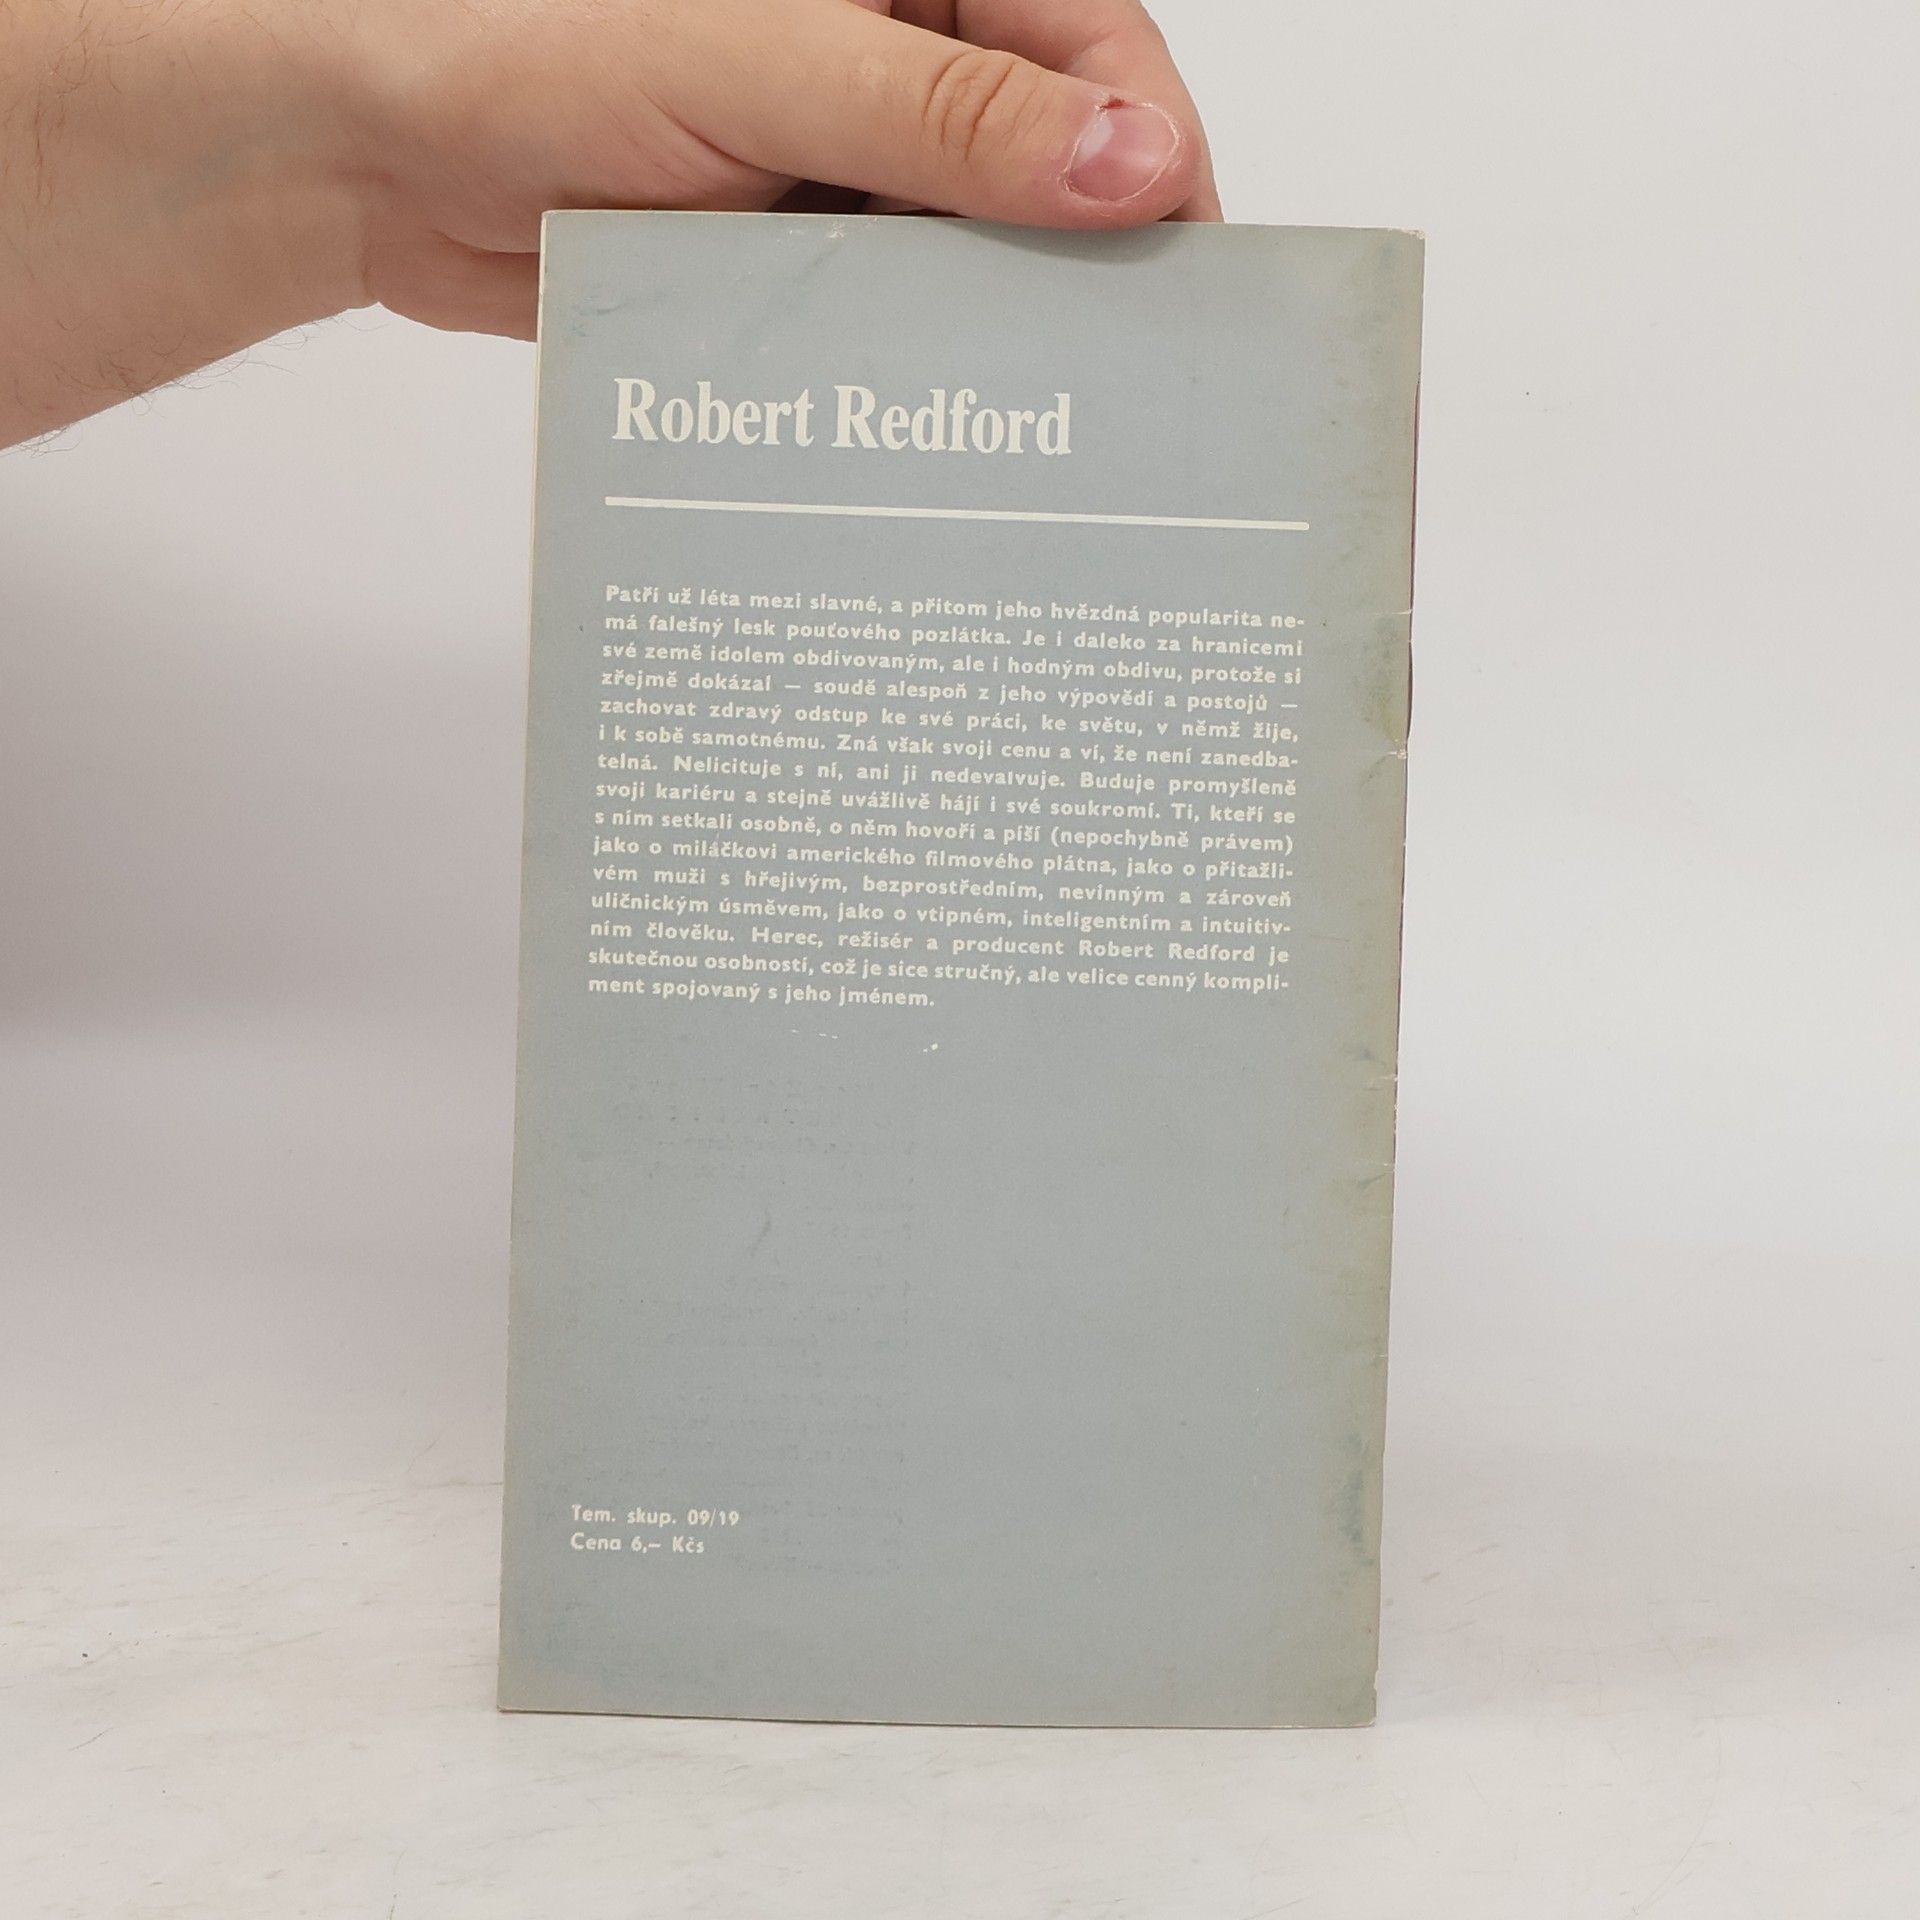 Robert Redford
Patří už léta mezi slavné, a přitom jeho hvězdná popularita ne-
má falešný lesk pouťového pozlátka. Je i daleko za hranicemi
své země idolem obdivovaným, ale i hodným obdivu, protože si
zřejmě dokázal — soudě alespoň z jeho výpovědí a postojů —
zachovat zdravý odstup ke své práci, ke světu, v němž žije,
i k sobě samotnému. Zná však svoji cenu a ví, že není zanedba-
telná. Nelicituje s ní, ani ji nedevalvuje. Buduje promyšleně
svoji kariéru a stejně uvážlivě hájí i své soukromí. Ti, kteří se
s ním setkali osobně, o něm hovoří a píší (nepochybně právem)
jako o miláčkovi amerického filmového plátna, jako o přitažli-
vém muži s hřejivým, bezprostředním, nevinným a zároveň
uličnickým úsměvem, jako o vtipném, inteligentním a intuitiv-
ním člověku. Herec, režisér a producent Robert Redford je
skutečnou osobností, což je sice stručný, ale velice cenný kompli-
ment spojovaný s jeho jménem.
Tem. skup. 09/19
Cena 6,— Kčs